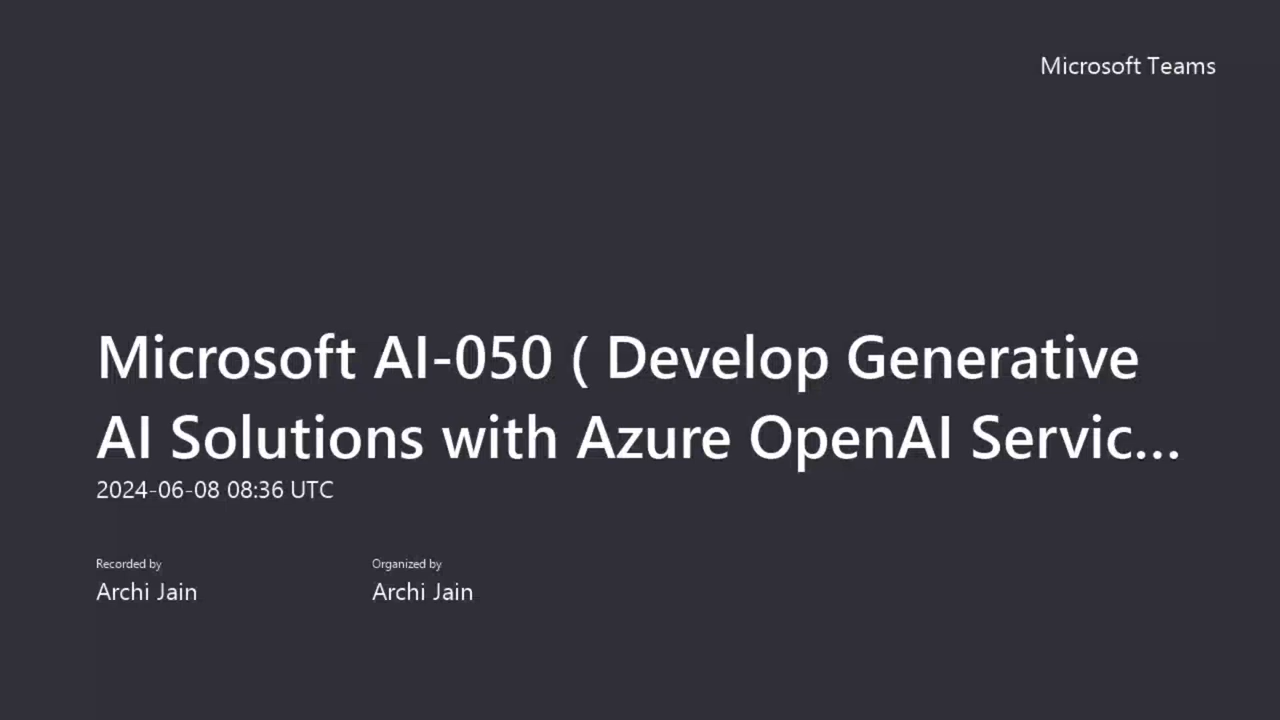 Microsoft Teams
Microsoft AI-050 ( Develop Generative
AI Solutions with Azure OpenAI Servic...
2024-06-08 08:36 UTC
Recorded by
Archi Jain
Organized by
Archi Jain